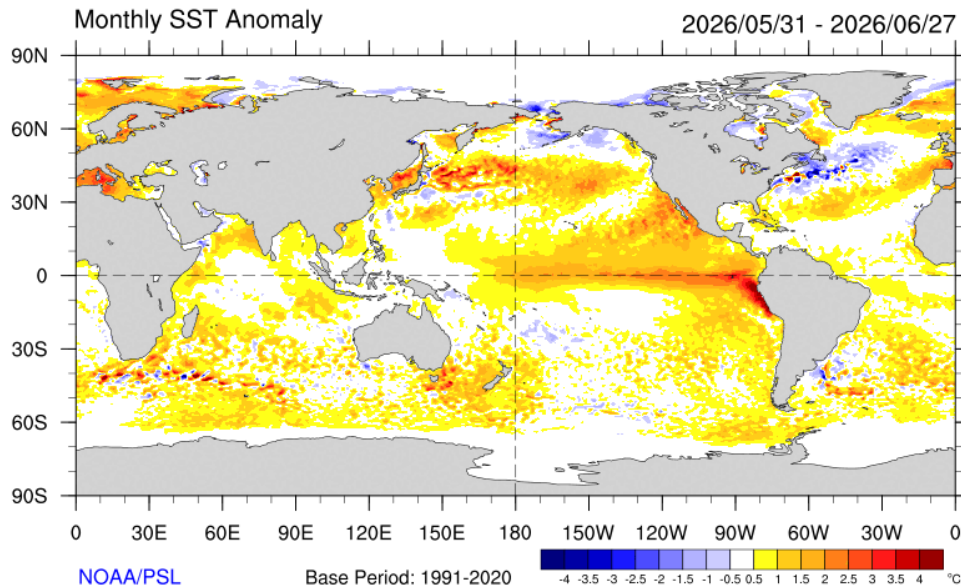 Monthly SST Anomaly 2026/05/31 - 2026/06/27
90N
60N
30N
0
30S
60S
90S
0 30E 60E 90E 120E 150E 180 150W 120W 90W 60W 30W 0
NOAA/PSL Base Period: 1991-2020
-4 -3.5 -3 -2.5 -2 -1.5 -1 -0.5 0.5 1 1.5 2 2.5 3 3.5 4 °C